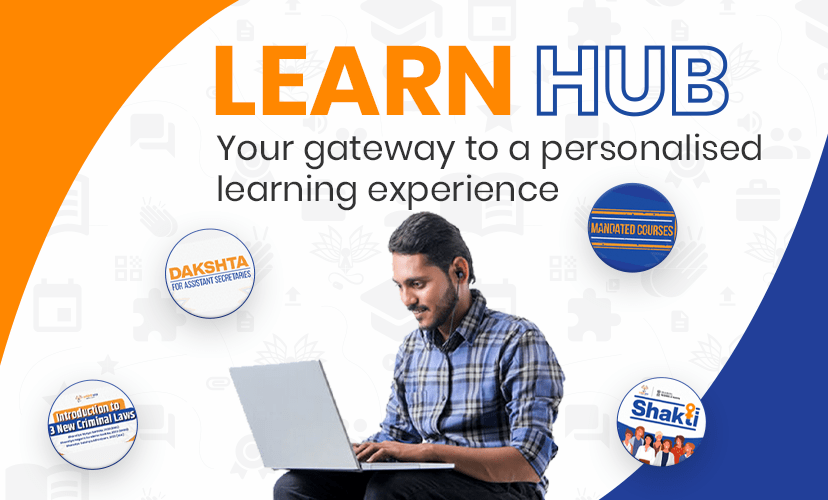 LEARN HUB
Your gateway to a personalised
learning experience
MANDATED COURSES
DAKSHTA
FOR ASSISTANT SECRETARIES
Introduction to
3 New Criminal Laws
Shakti